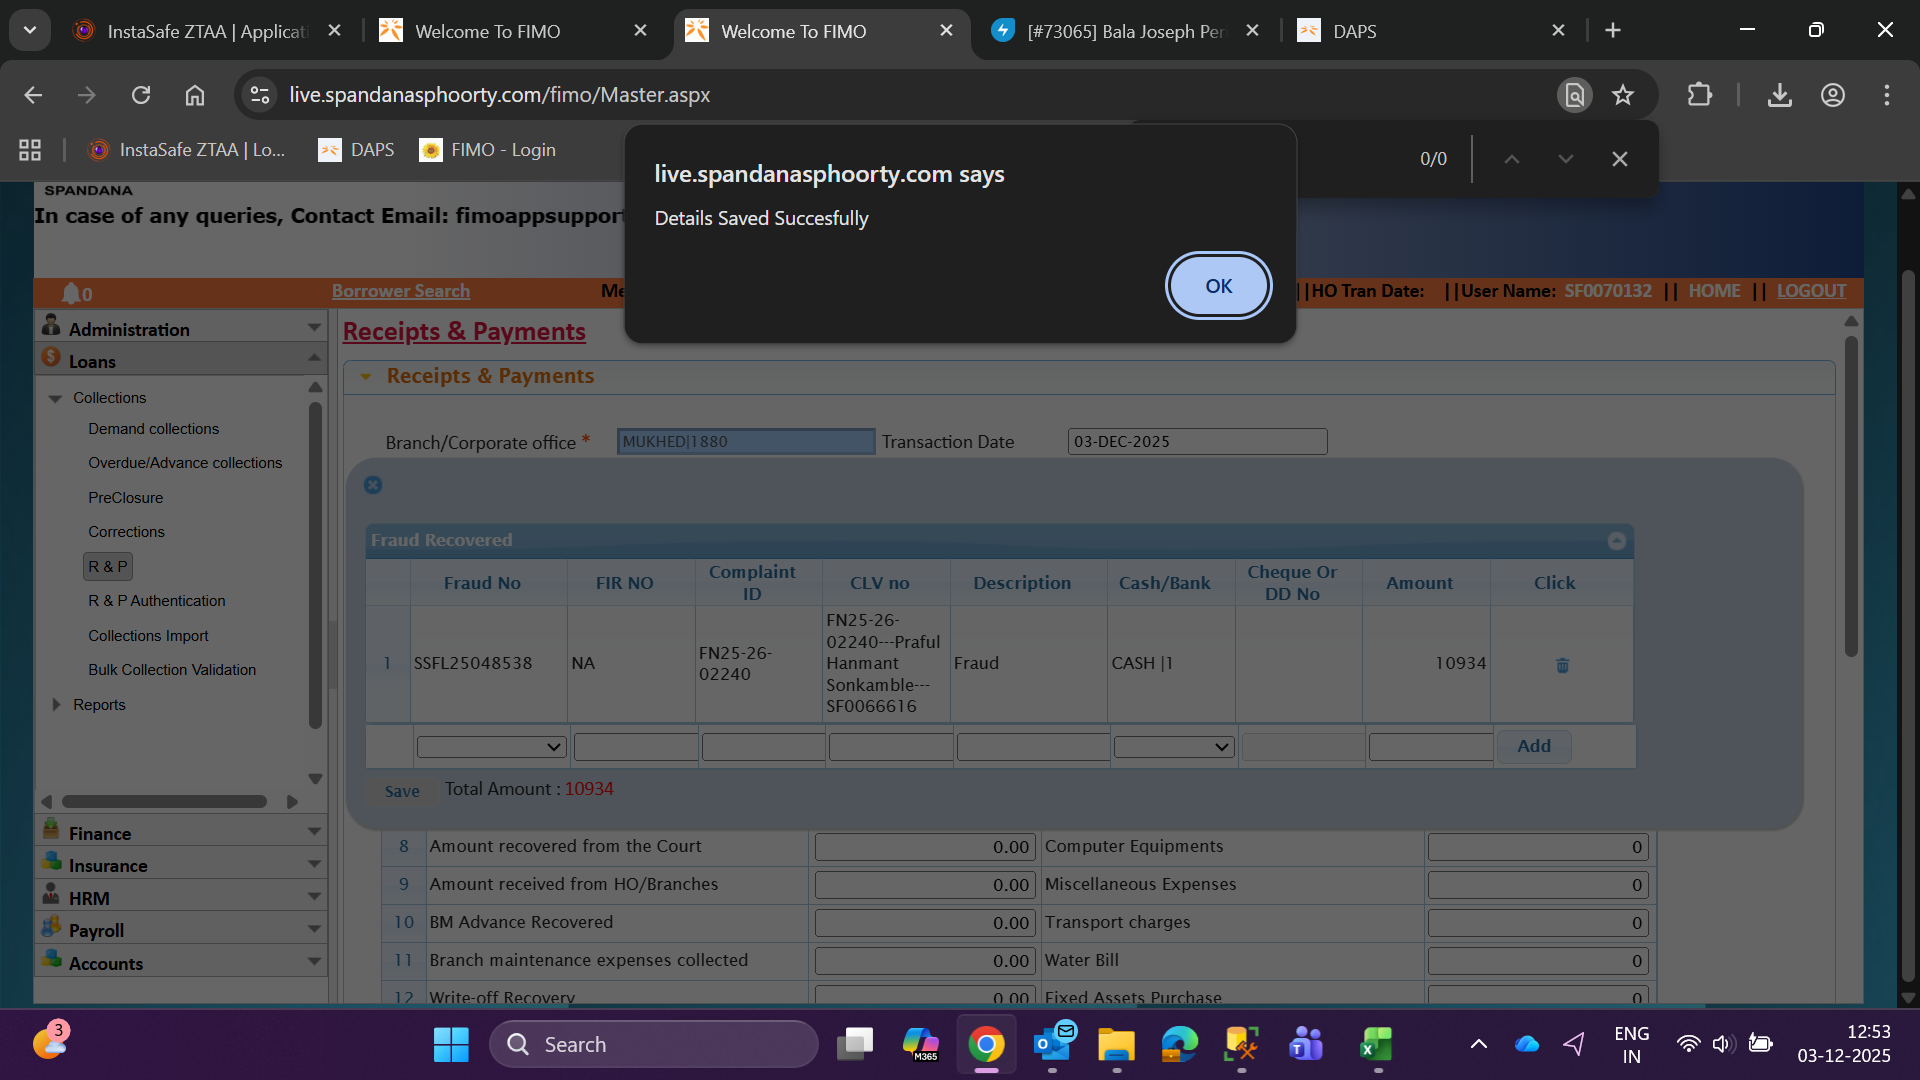 InstaSafe ZTAA | Applicati
Welcome To FIMO
Welcome To FIMO
[#73065] Bala Joseph Per
DAPS
live.spandanasphoorty.com/fimo/Master.aspx
InstaSafe ZTAA | Lo...
DAPS
FIMO - Login
0/0
live.spandanasphoorty.com says
Details Saved Succesfully
OK
SPANDANA
In case of any queries, Contact Email: fimoappsupport
0
Borrower Search
||HO Tran Date: ||User Name: SF0070132 || HOME || LOGOUT
Administration
Loans
Collections
Demand collections
Overdue/Advance collections
PreClosure
Corrections
R & P
R & P Authentication
Collections Import
Bulk Collection Validation
Reports
Finance
Insurance
HRM
Payroll
Accounts
Receipts & Payments
Receipts & Payments
Branch/Corporate office * MUKHED|1880 Transaction Date 03-DEC-2025
Fraud Recovered
Fraud No FIR NO Complaint ID CLV no Description Cash/Bank Cheque Or DD No Amount Click
1 SSFL25048538 NA FN25-26-02240 FN25-26-02240---Praful Hanmant Sonkamble---SF0066616 Fraud CASH |1 10934
Add
Save Total Amount : 10934
8 Amount recovered from the Court 0.00 Computer Equipments 0
9 Amount received from HO/Branches 0.00 Miscellaneous Expenses 0
10 BM Advance Recovered 0.00 Transport charges 0
11 Branch maintenance expenses collected 0.00 Water Bill 0
12 Write-off Recovery 0.00 Fixed Assets Purchase 0
3
Search
M365
ENG
IN
12:53
03-12-2025